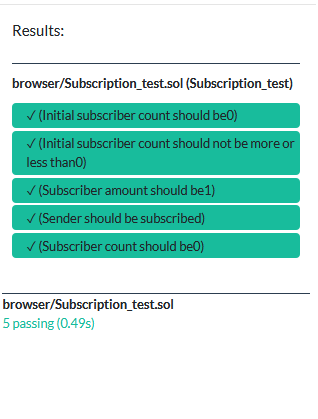 Results:
browser/Subscription_test.sol (Subscription_test)
✓ (Initial subscriber count should be0)
✓ (Initial subscriber count should not be more or
less than0)
✓ (Subscriber amount should be1)
✓ (Sender should be subscribed)
✓ (Subscriber count should be0)
browser/Subscription_test.sol
5 passing (0.49s)